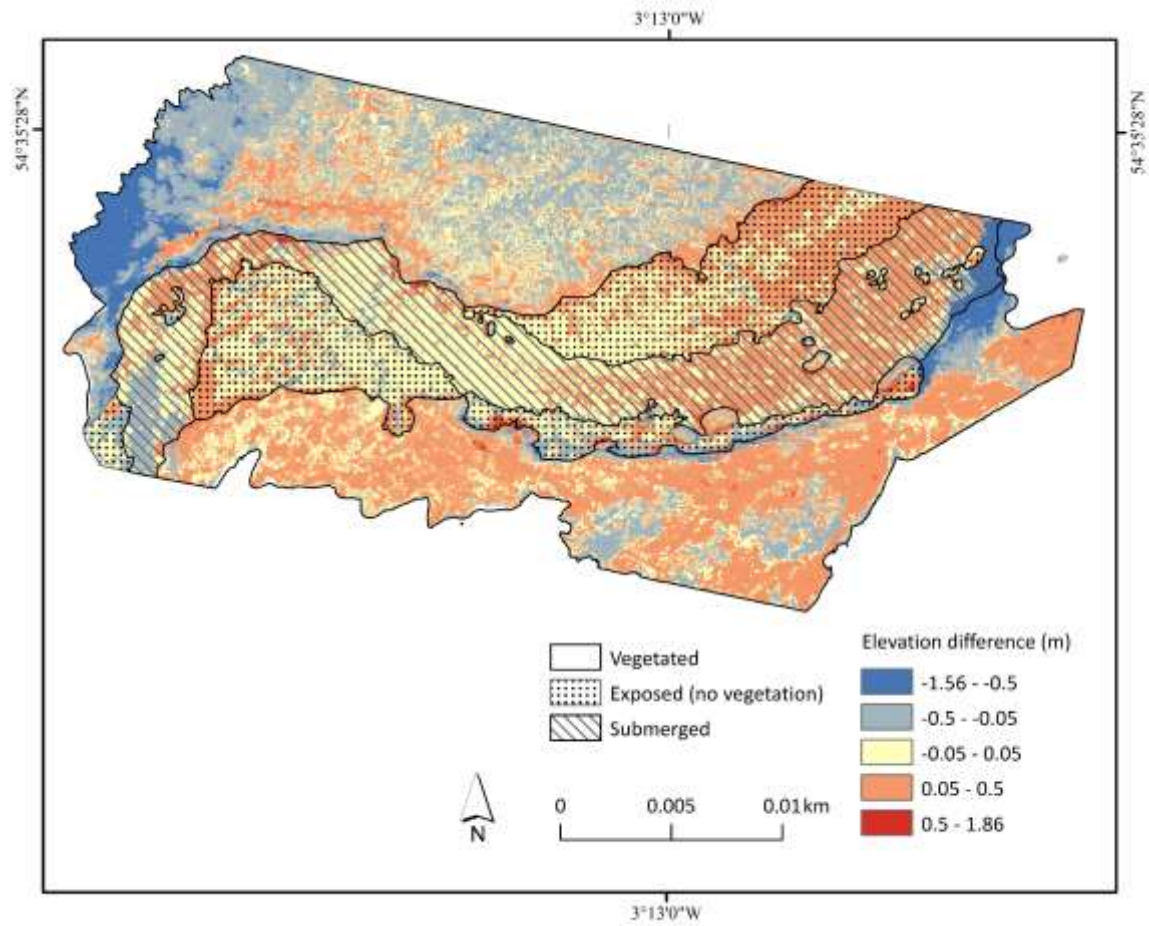 3°13'0"W
54°35'28"N
54°35'28"N
Vegetated
Exposed (no vegetation)
Submerged
Elevation difference (m)
-1.56 - -0.5
-0.5 - -0.05
-0.05 - 0.05
0.05 - 0.5
0.5 - 1.86
N
0 0.005 0.01km
3°13'0"W